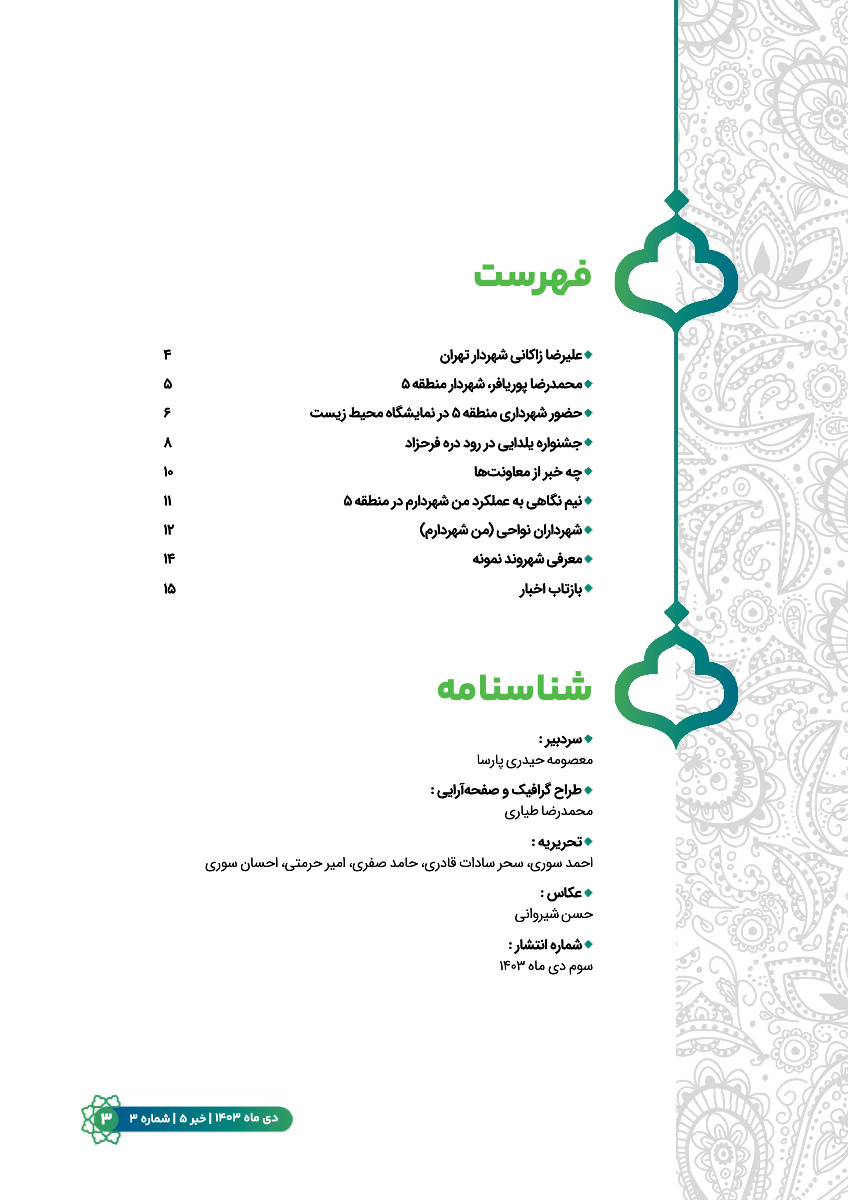 فهرست
علیرضا زاکانی شهردار تهران ۴
محمدرضا پوریافر، شهردار منطقه ۵ ۵
حضور شهرداری منطقه ۵ در نمایشگاه محیط زیست ۶
جشنواره یلدایی در رود دره فرحزاد ۸
چه خبر از معاونت‌ها ۱۰
نیم نگاهی به عملکرد من شهردارم در منطقه ۵ ۱۱
شهرداران نواحی (من شهردارم) ۱۲
معرفی شهروند نمونه ۱۴
بازتاب اخبار ۱۵
شناسنامه
سردبیر :
معصومه حیدری پارسا
طراح گرافیک و صفحه‌آرایی :
محمدرضا طیاری
تحریریه :
احمد سوری، سحر سادات قادری، حامد صفری، امیر حرمتی، احسان سوری
عکاس :
حسن شیروانی
شماره انتشار :
سوم دی ماه ۱۴۰۳
دی ماه ۱۴۰۳ | خبر ۵ | شماره ۳ ۳